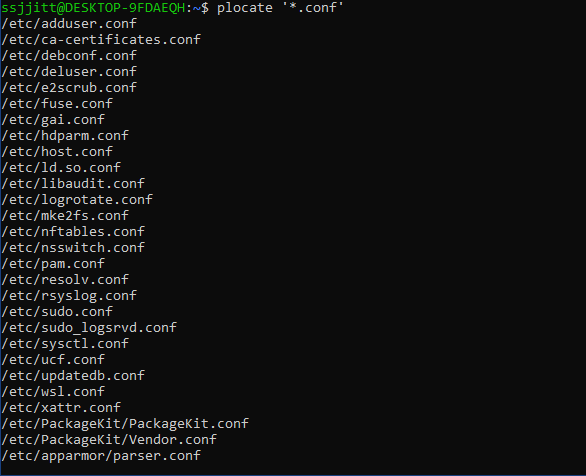 ssjjitt@DESKTOP-9FDAEQH:~$ plocate '*.conf'
/etc/adduser.conf
/etc/ca-certificates.conf
/etc/debconf.conf
/etc/deluser.conf
/etc/e2scrub.conf
/etc/fuse.conf
/etc/gai.conf
/etc/hdparm.conf
/etc/host.conf
/etc/ld.so.conf
/etc/libaudit.conf
/etc/logrotate.conf
/etc/mke2fs.conf
/etc/nftables.conf
/etc/nsswitch.conf
/etc/pam.conf
/etc/resolv.conf
/etc/rsyslog.conf
/etc/sudo.conf
/etc/sudo_logsrvd.conf
/etc/sysctl.conf
/etc/ucf.conf
/etc/updatedb.conf
/etc/wsl.conf
/etc/xattr.conf
/etc/PackageKit/PackageKit.conf
/etc/PackageKit/Vendor.conf
/etc/apparmor/parser.conf